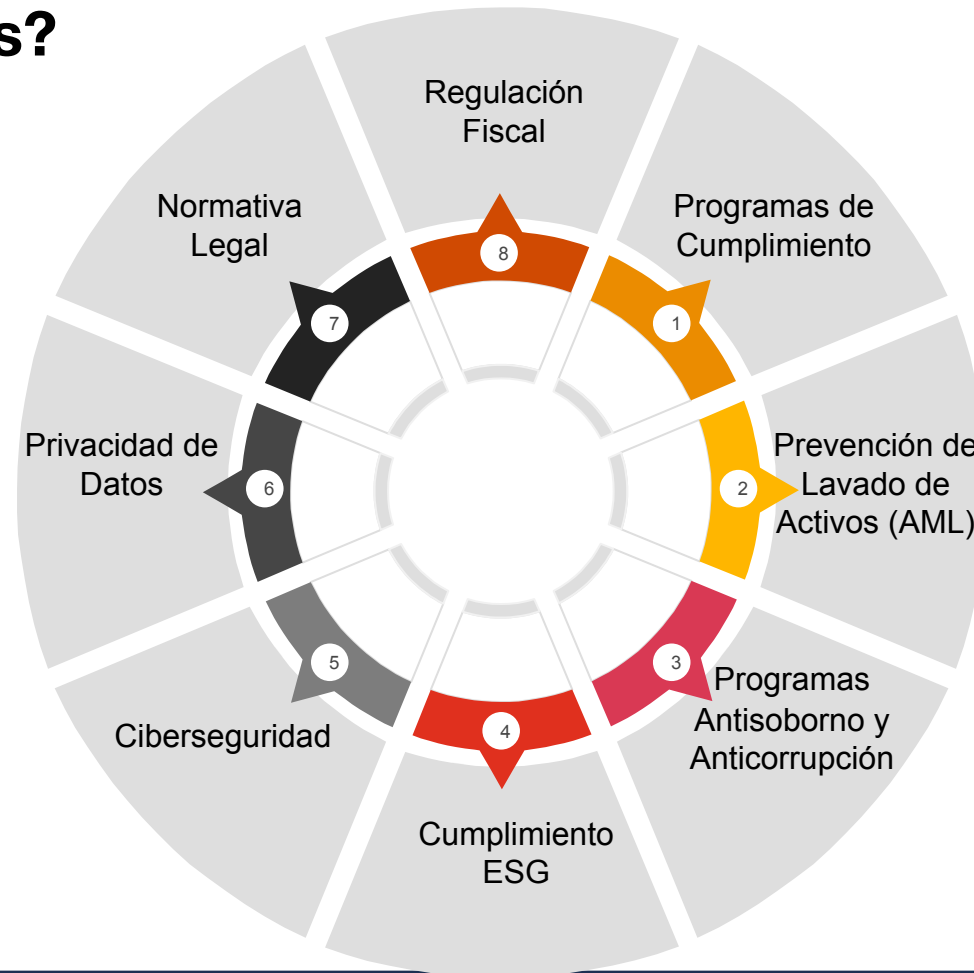 s?
Regulación
Fiscal
8
Programas de
Cumplimiento
1
Prevención de
Lavado de
Activos (AML)
2
Programas
Antisoborno y
Anticorrupción
3
Cumplimiento
ESG
4
Ciberseguridad
5
Privacidad de
Datos
6
Normativa
Legal
7